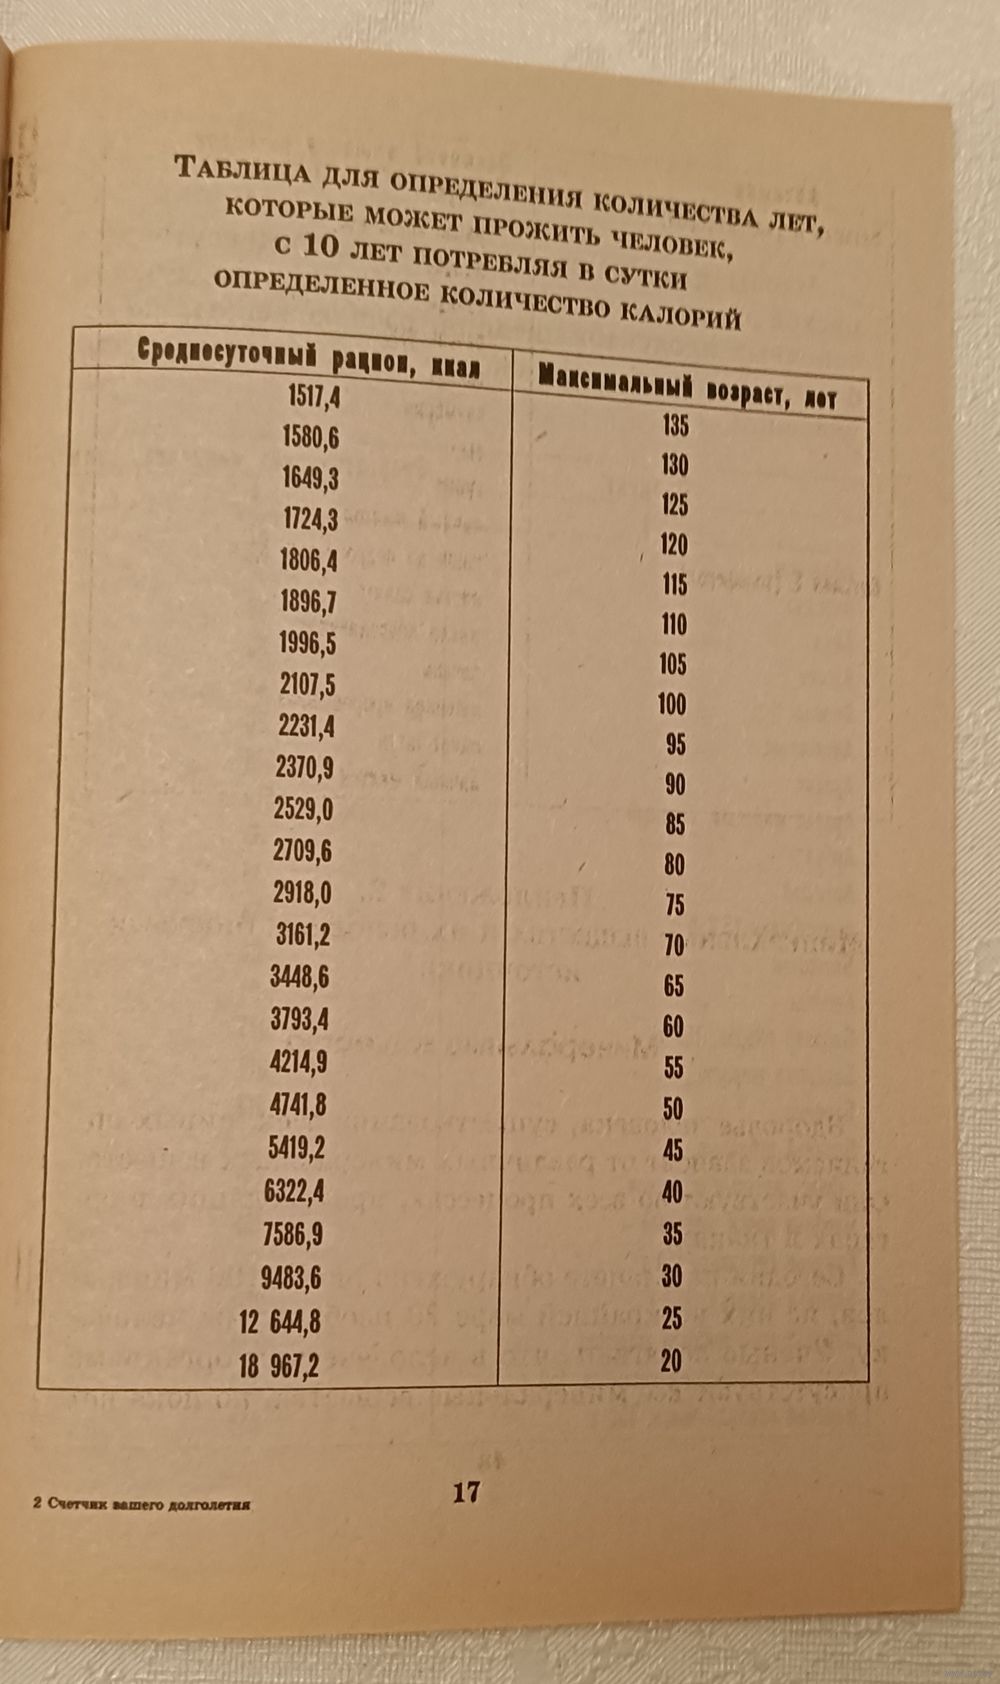 Таблица для определения количества лет,
которые может прожить человек,
с 10 лет потребляя в сутки
определенное количество калорий
Среднесуточный рацион, ккал Максимальный возраст, лет
1517,4 135
1580,6 130
1649,3 125
1724,3 120
1806,4 115
1896,7 110
1996,5 105
2107,5 100
2231,4 95
2370,9 90
2529,0 85
2709,6 80
2918,0 75
3161,2 70
3448,6 65
3793,4 60
4214,9 55
4741,8 50
5419,2 45
6322,4 40
7586,9 35
9483,6 30
12 644,8 25
18 967,2 20
2 Счетчик вашего долголетия
17